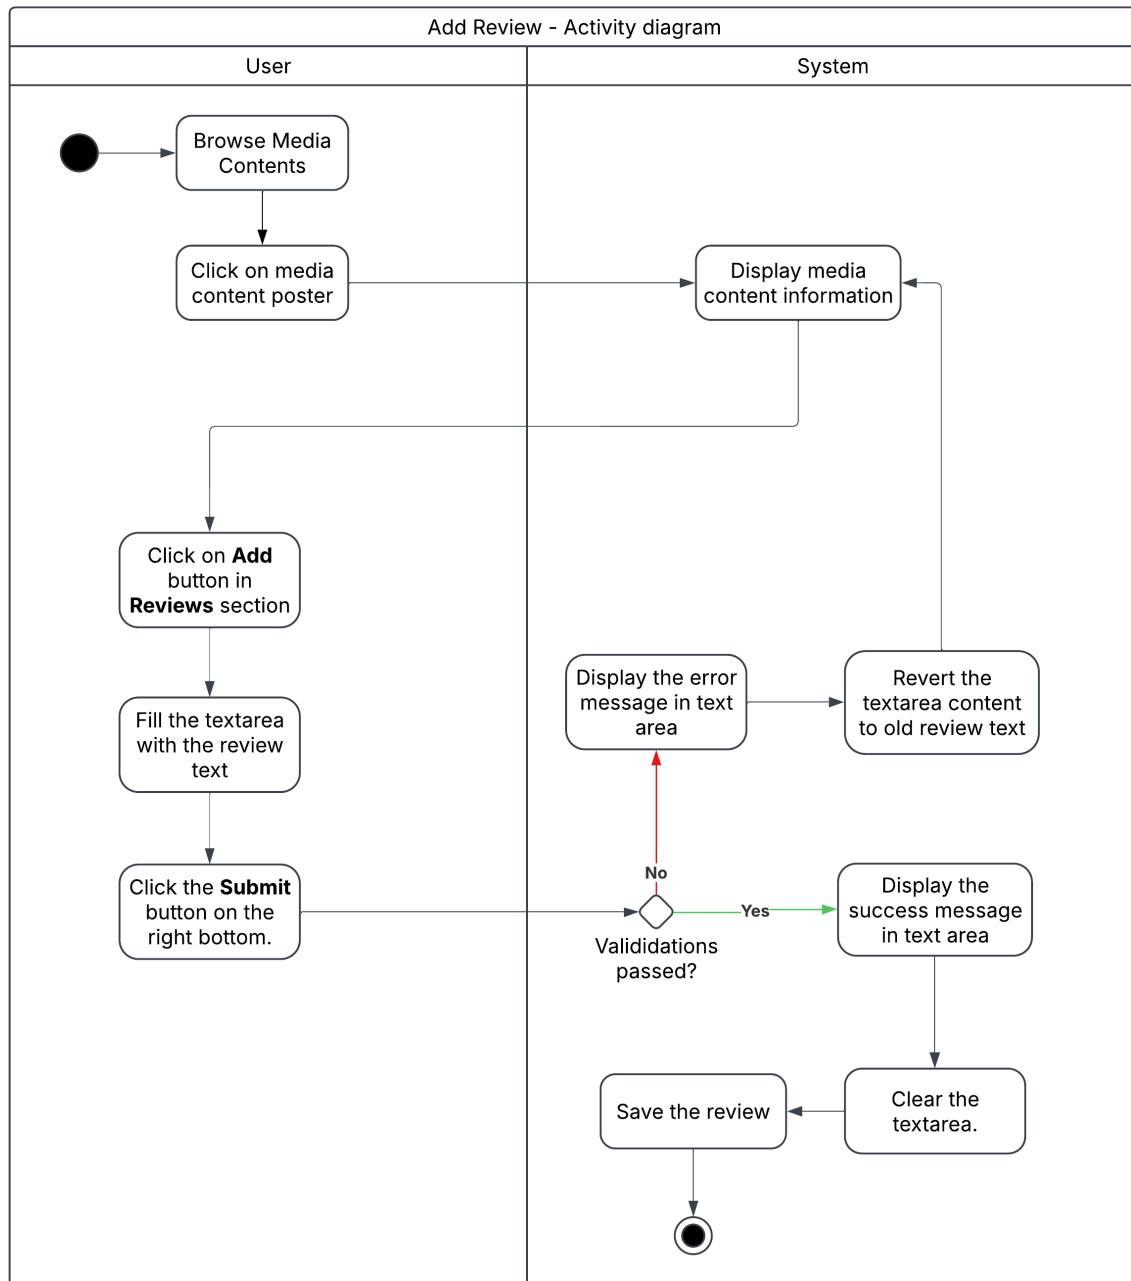 Add Review - Activity diagram
User
System
Browse Media
Contents
Click on media
content poster
Display media
content information
Click on Add
button in
Reviews section
Fill the textarea
with the review
text
Display the error
message in text
area
Revert the
textarea content
to old review text
No
Click the Submit
button on the
right bottom.
Yes
Valididations
passed?
Display the
success message
in text area
Save the review
Clear the
textarea.